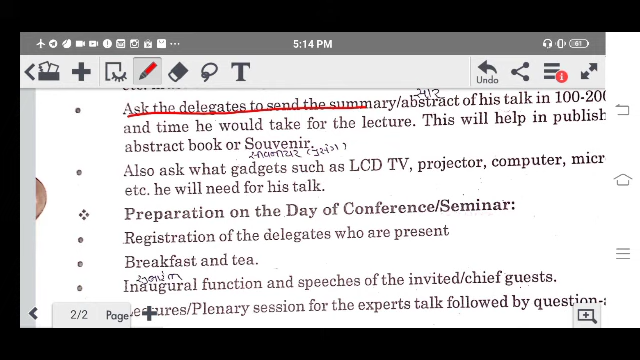 5:14 PM
61
Undo
Ask the delegates to send the summary/abstract of his talk in 100-200
સાર
and time he would take for the lecture. This will help in publish
abstract book or Souvenir.
Also ask what gadgets such as LCD TV, projector, computer, micr
etc. he will need for his talk.
Preparation on the Day of Conference/Seminar:
Registration of the delegates who are present
Breakfast and tea.
Inaugural function and speeches of the invited/chief guests.
ectures/Plenary session for the experts talk followed by question-a
2/2 Page